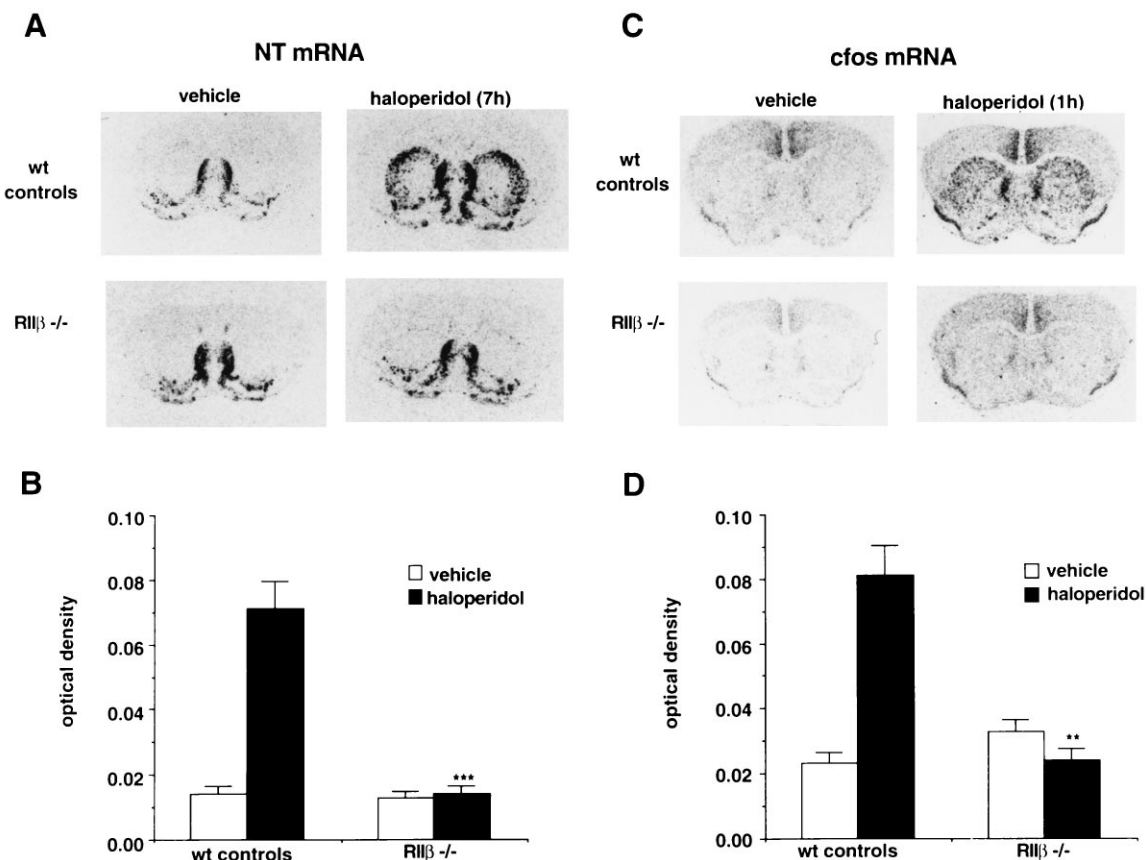 A
NT mRNA
vehicle haloperidol (7h)
wt
controls
RIIβ -/-
C
cfos mRNA
vehicle haloperidol (1h)
wt
controls
RIIβ -/-
B
optical density
0.10
0.08
0.06
0.04
0.02
0.00
vehicle
haloperidol
***
wt controls RIIβ -/-
D
optical density
0.10
0.08
0.06
0.04
0.02
0.00
vehicle
haloperidol
**
wt controls RIIβ -/-